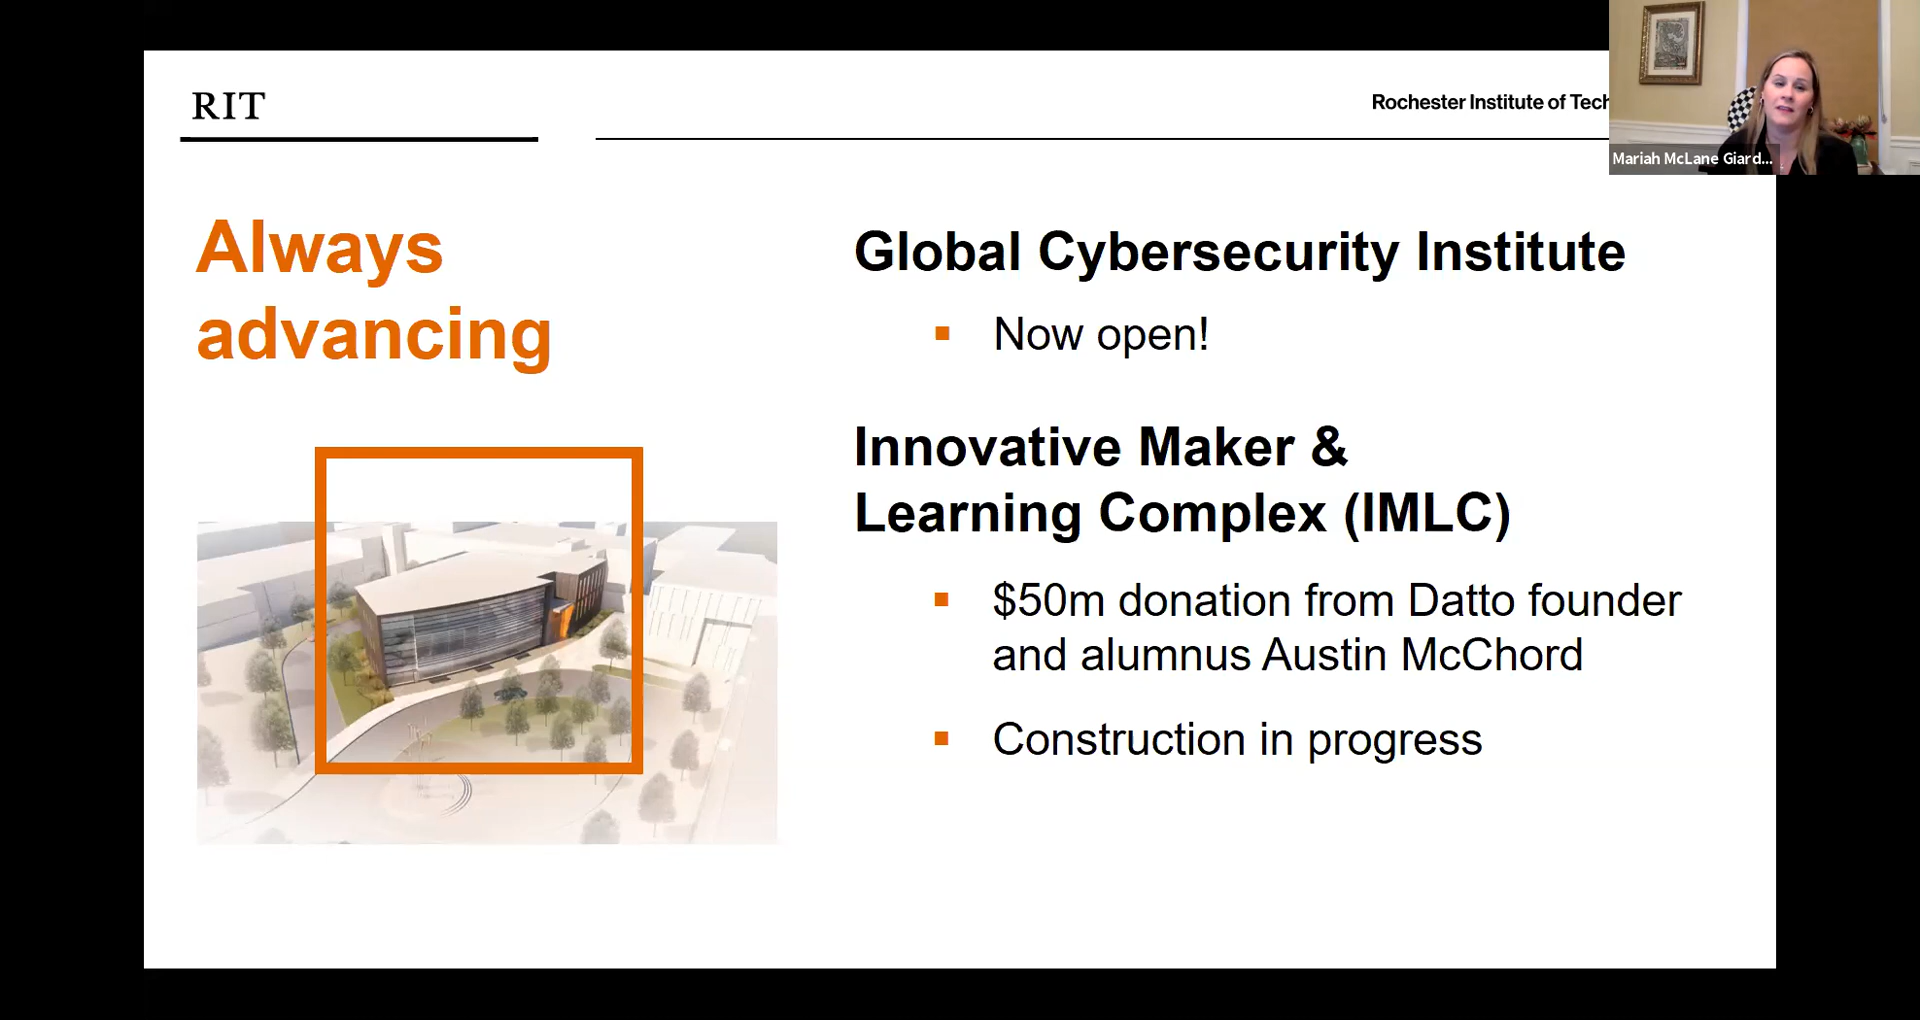 RIT
Rochester Institute of Tech
Mariah McLane Giard...
Always
advancing
Global Cybersecurity Institute
Now open!
Innovative Maker &
Learning Complex (IMLC)
$50m donation from Datto founder
and alumnus Austin McChord
Construction in progress